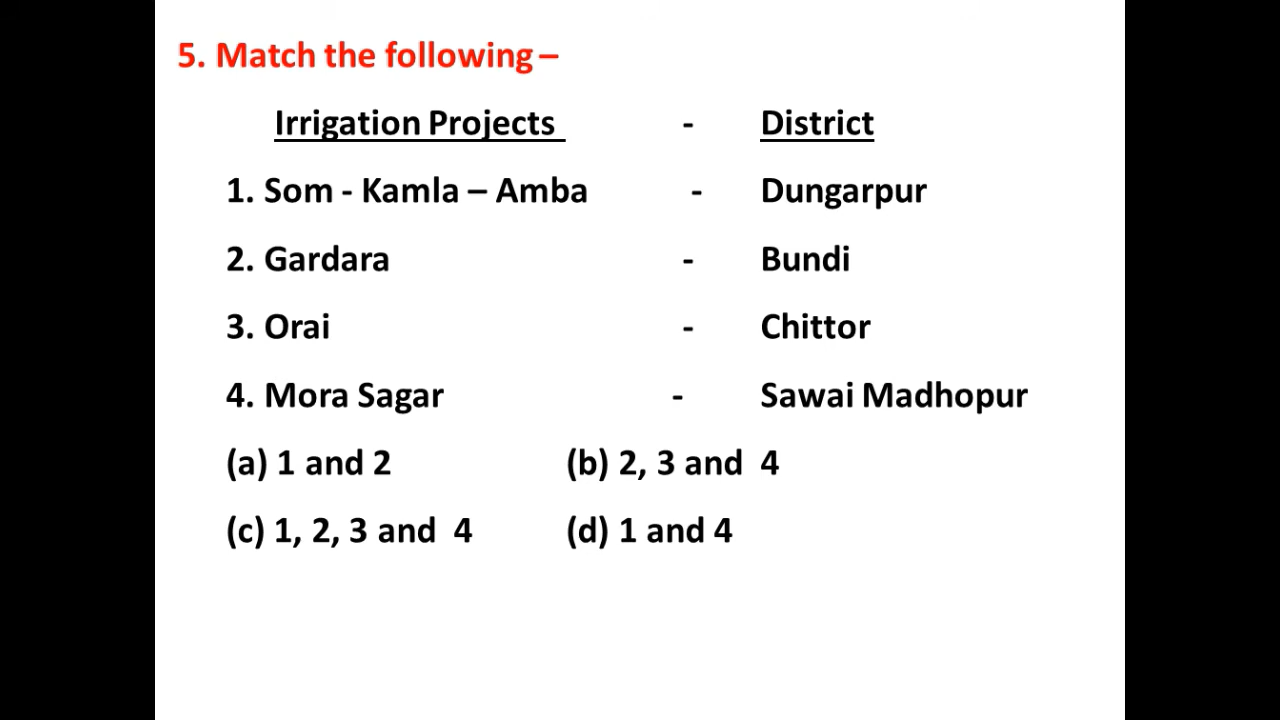 5. Match the following –
Irrigation Projects - District
1. Som - Kamla – Amba - Dungarpur
2. Gardara - Bundi
3. Orai - Chittor
4. Mora Sagar - Sawai Madhopur
(a) 1 and 2 (b) 2, 3 and 4
(c) 1, 2, 3 and 4 (d) 1 and 4